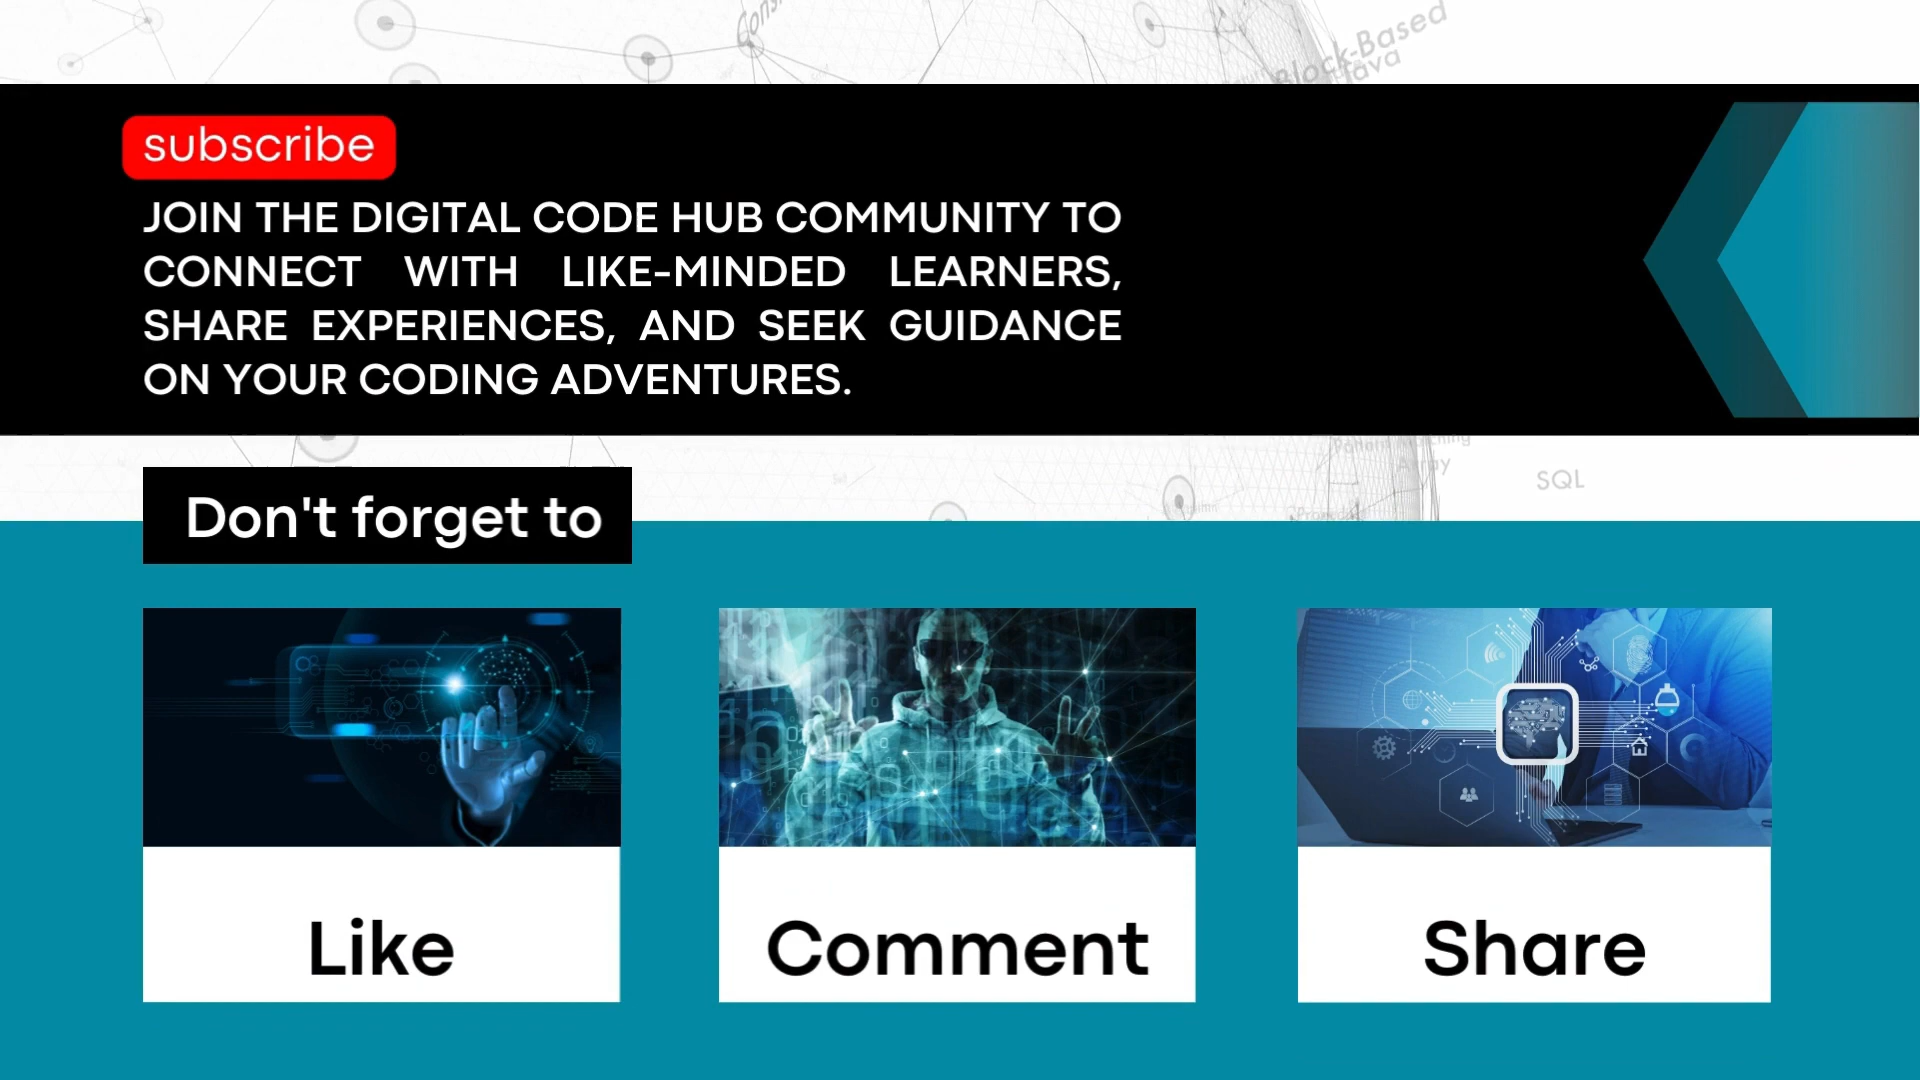 Block-Based
Java
subscribe
JOIN THE DIGITAL CODE HUB COMMUNITY TO
CONNECT WITH LIKE-MINDED LEARNERS,
SHARE EXPERIENCES, AND SEEK GUIDANCE
ON YOUR CODING ADVENTURES.
SQL
Don't forget to
Like
Comment
Share